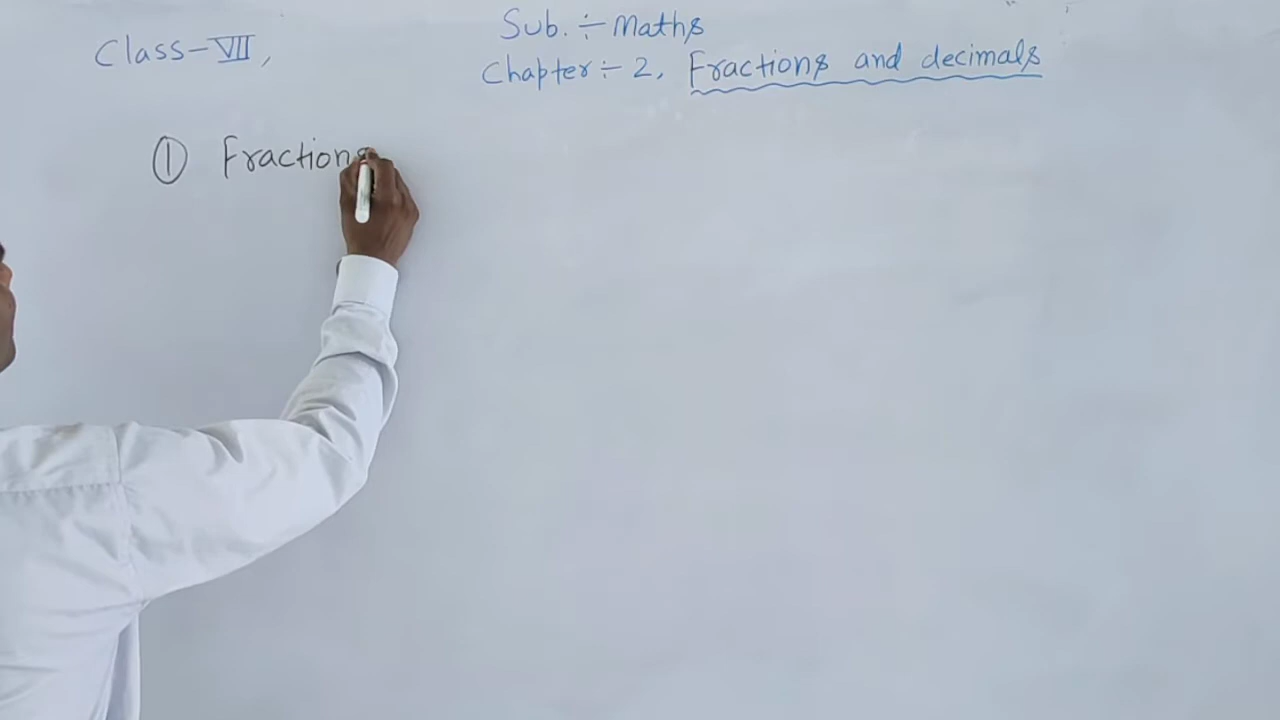 Class-VII,
Sub. ÷ Maths
Chapter ÷ 2, Fractions and decimals
① Fractions